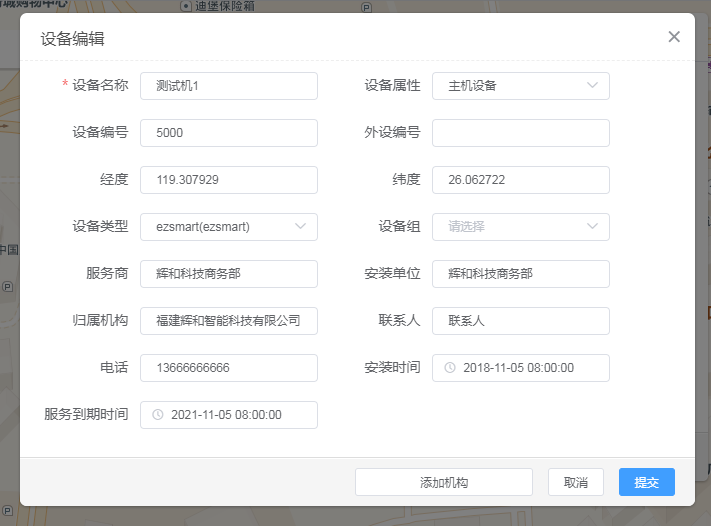 迪堡保险箱
设备编辑
* 设备名称 测试机1 设备属性 主机设备
设备编号 5000 外设编号
经度 119.307929 纬度 26.062722
设备类型 ezsmart(ezsmart) 设备组 请选择
服务商 辉和科技商务部 安装单位 辉和科技商务部
归属机构 福建辉和智能科技有限公司 联系人 联系人
电话 13666666666 安装时间 2018-11-05 08:00:00
服务到期时间 2021-11-05 08:00:00
添加机构 取消 提交
中国
P
P
P